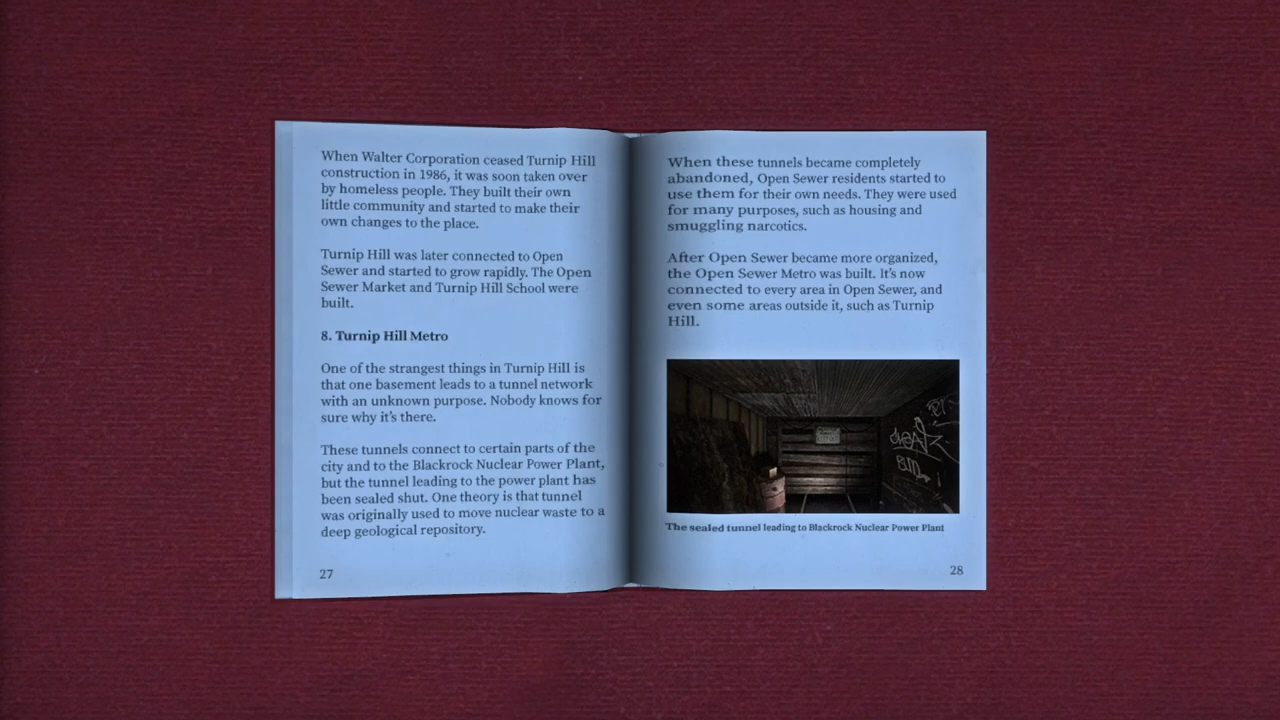 When Walter Corporation ceased Turnip Hill
construction in 1986, it was soon taken over
by homeless people. They built their own
little community and started to make their
own changes to the place.
Turnip Hill was later connected to Open
Sewer and started to grow rapidly. The Open
Sewer Market and Turnip Hill School were
built.
8. Turnip Hill Metro
One of the strangest things in Turnip Hill is
that one basement leads to a tunnel network
with an unknown purpose. Nobody knows for
sure why it's there.
These tunnels connect to certain parts of the
city and to the Blackrock Nuclear Power Plant,
but the tunnel leading to the power plant has
been sealed shut. One theory is that tunnel
was originally used to move nuclear waste to a
deep geological repository.
27
When these tunnels became completely
abandoned, Open Sewer residents started to
use them for their own needs. They were used
for many purposes, such as housing and
smuggling narcotics.
After Open Sewer became more organized,
the Open Sewer Metro was built. It's now
connected to every area in Open Sewer, and
even some areas outside it, such as Turnip
Hill.
The sealed tunnel leading to Blackrock Nuclear Power Plant
28